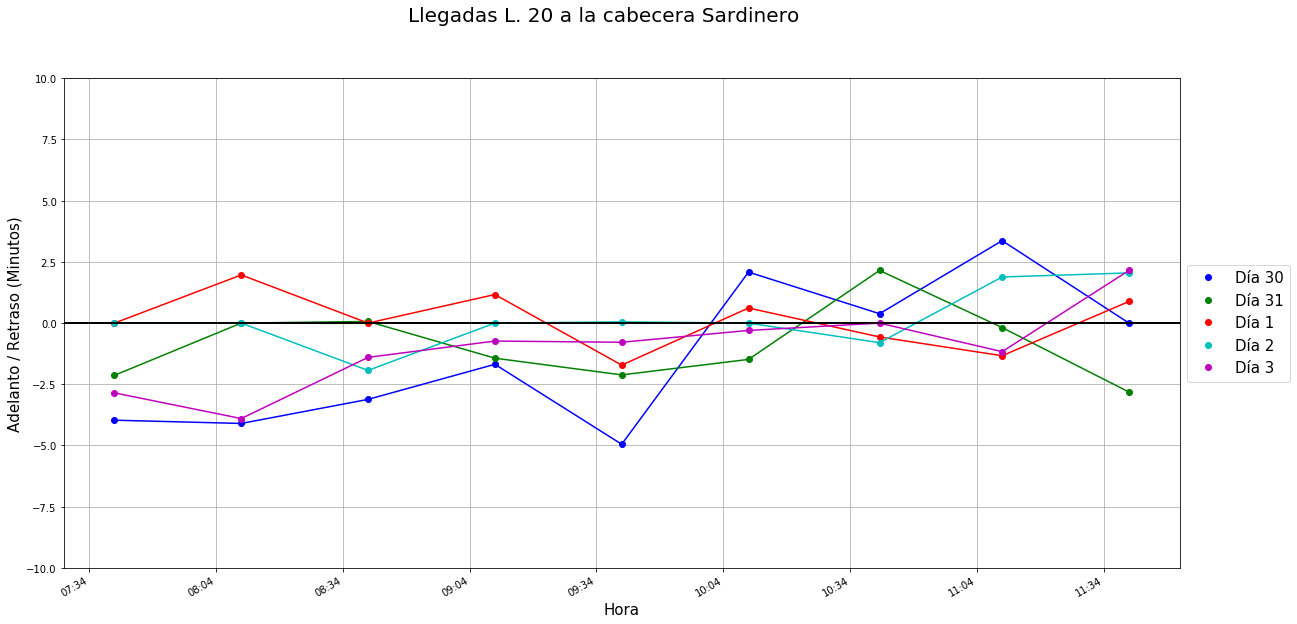 Llegadas L. 20 a la cabecera Sardinero
Adelanto / Retraso (Minutos)
10.0
7.5
5.0
2.5
0.0
−2.5
−5.0
−7.5
−10.0
07:34
08:04
08:34
09:04
09:34
10:04
10:34
11:04
11:34
Hora
Día 30
Día 31
Día 1
Día 2
Día 3